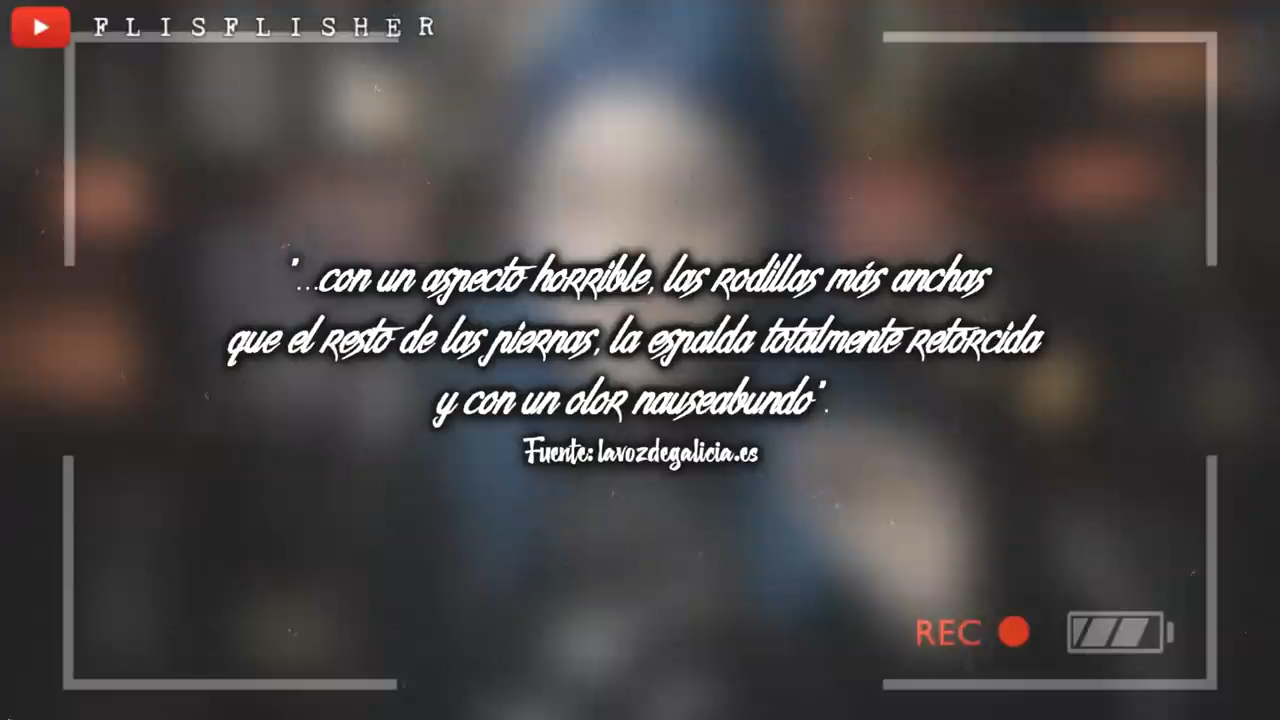 FLISFLISHER
"...con un aspecto horrible, las rodillas más anchas
que el resto de las piernas, la espalda totalmente retorcida
y con un olor nauseabundo".
Fuente: lavozdegalicia.es
REC